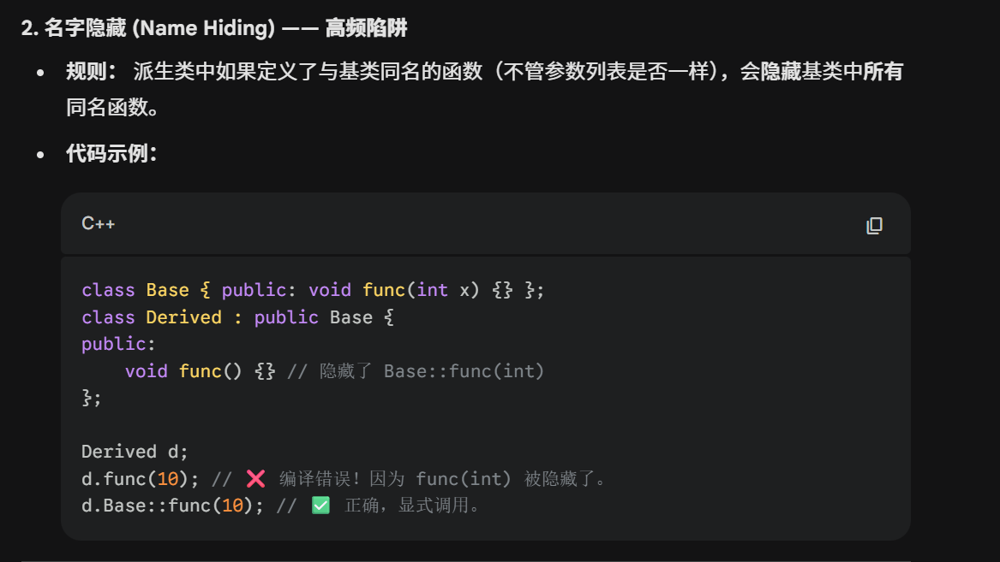 2. 名字隐藏 (Name Hiding) —— 高频陷阱
• 规则： 派生类中如果定义了与基类同名的函数（不管参数列表是否一样），会隐藏基类中所有
同名函数。
• 代码示例：
C++
class Base { public: void func(int x) {} };
class Derived : public Base {
public:
    void func() {} // 隐藏了 Base::func(int)
};
Derived d;
d.func(10); // ❌ 编译错误！因为 func(int) 被隐藏了。
d.Base::func(10); // ✅ 正确，显式调用。